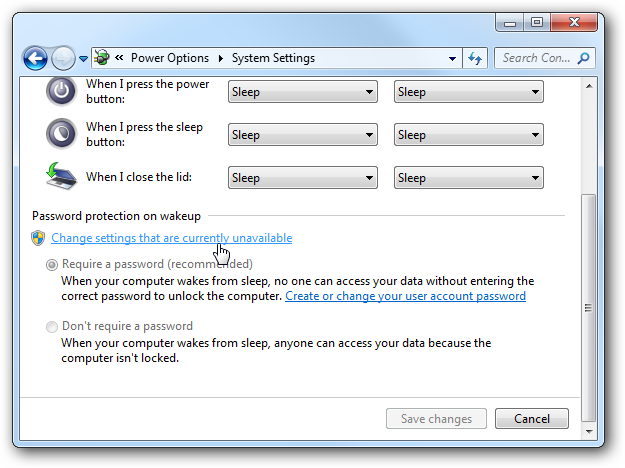 « Power Options ▸ System Settings
Search Con...
When I press the power
button:
Sleep
Sleep
When I press the sleep
button:
Sleep
Sleep
When I close the lid:
Sleep
Sleep
Password protection on wakeup
Change settings that are currently unavailable
Require a password (recommended)
When your computer wakes from sleep, no one can access your data without entering the
correct password to unlock the computer. Create or change your user account password
Don't require a password
When your computer wakes from sleep, anyone can access your data because the
computer isn't locked.
Save changes
Cancel